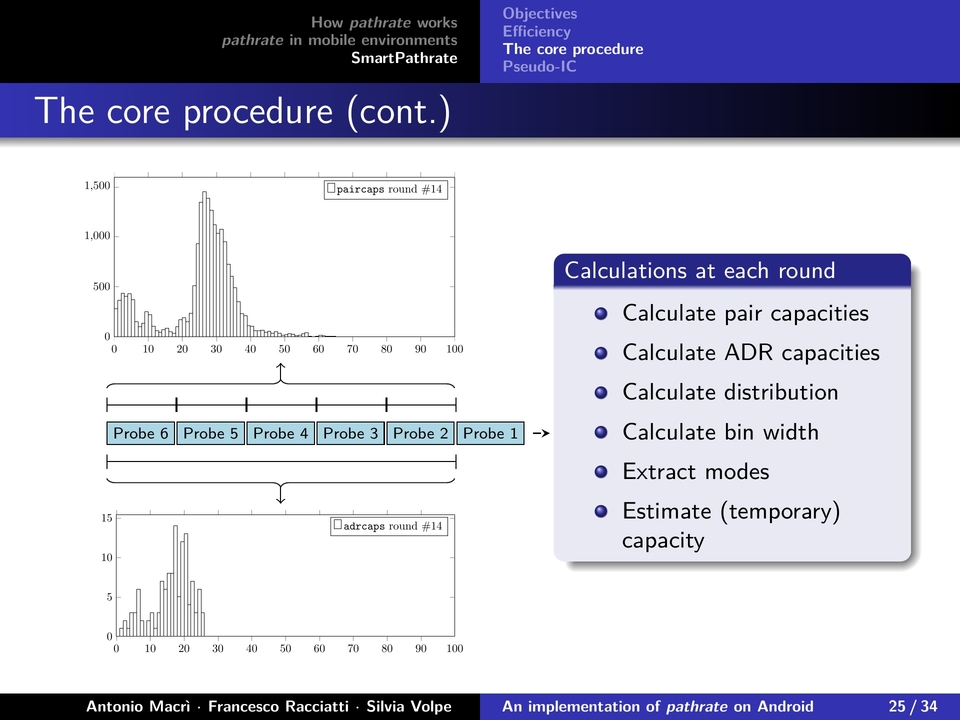 How pathrate works
pathrate in mobile environments
SmartPathrate
Objectives
Efficiency
The core procedure
Pseudo-IC
The core procedure (cont.)
1,500
1,000
500
0
paircaps round #14
0 10 20 30 40 50 60 70 80 90 100
Probe 6 Probe 5 Probe 4 Probe 3 Probe 2 Probe 1
15
10
5
0
adrcaps round #14
0 10 20 30 40 50 60 70 80 90 100
Calculations at each round
Calculate pair capacities
Calculate ADR capacities
Calculate distribution
Calculate bin width
Extract modes
Estimate (temporary)
capacity
Antonio Macrì · Francesco Racciatti · Silvia Volpe
An implementation of pathrate on Android
25 / 34